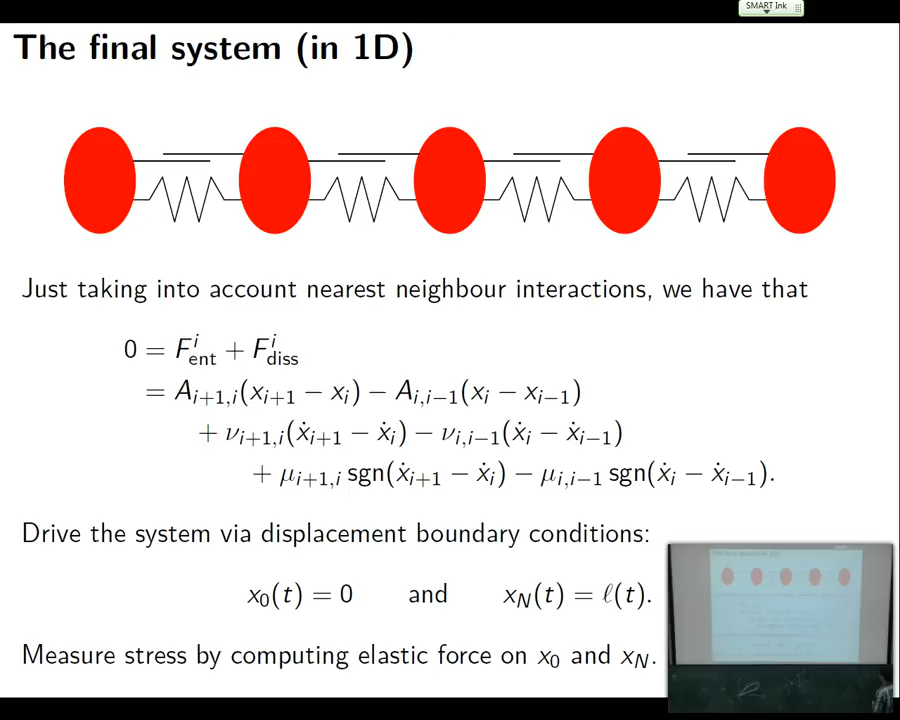 SMART Ink
The final system (in 1D)
Just taking into account nearest neighbour interactions, we have that
0 = F^i_ent + F^i_diss
= A_{i+1,i}(x_{i+1} − x_i) − A_{i,i−1}(x_i − x_{i−1})
+ ν_{i+1,i}(ẋ_{i+1} − ẋ_i) − ν_{i,i−1}(ẋ_i − ẋ_{i−1})
+ μ_{i+1,i} sgn(ẋ_{i+1} − ẋ_i) − μ_{i,i−1} sgn(ẋ_i − ẋ_{i−1}).
Drive the system via displacement boundary conditions:
x_0(t) = 0 and x_N(t) = ℓ(t).
Measure stress by computing elastic force on x_0 and x_N.